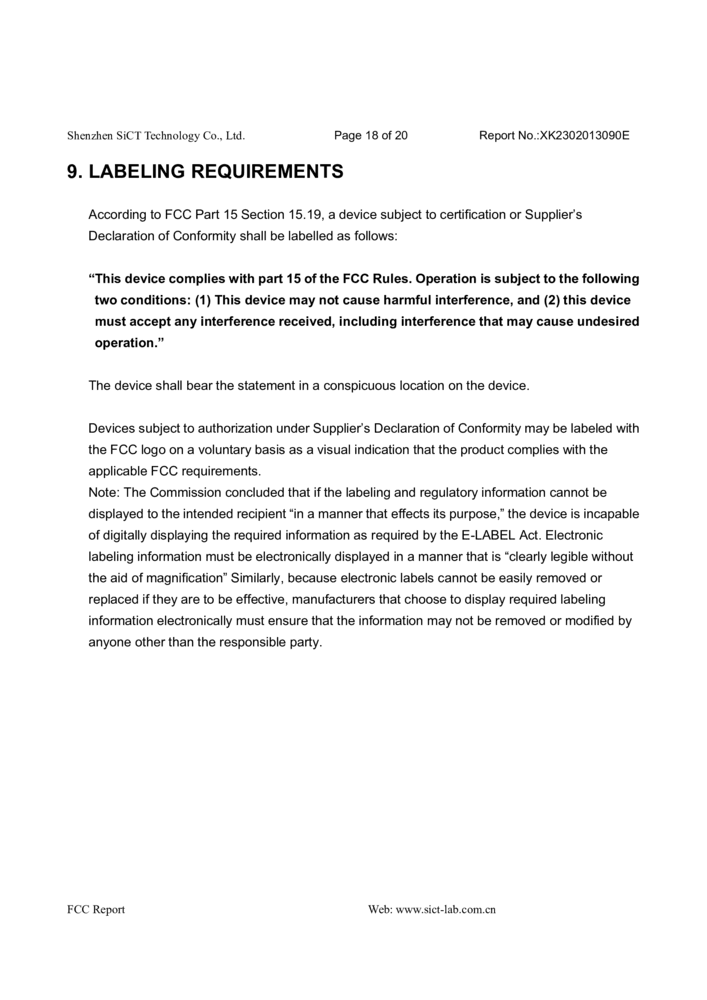 Shenzhen SiCT Technology Co., Ltd. Page 18 of 20 Report No.:XK2302013090E
9. LABELING REQUIREMENTS
According to FCC Part 15 Section 15.19, a device subject to certification or Supplier’s
Declaration of Conformity shall be labelled as follows:
“This device complies with part 15 of the FCC Rules. Operation is subject to the following
two conditions: (1) This device may not cause harmful interference, and (2) this device
must accept any interference received, including interference that may cause undesired
operation.”
The device shall bear the statement in a conspicuous location on the device.
Devices subject to authorization under Supplier’s Declaration of Conformity may be labeled with
the FCC logo on a voluntary basis as a visual indication that the product complies with the
applicable FCC requirements.
Note: The Commission concluded that if the labeling and regulatory information cannot be
displayed to the intended recipient “in a manner that effects its purpose,” the device is incapable
of digitally displaying the required information as required by the E-LABEL Act. Electronic
labeling information must be electronically displayed in a manner that is “clearly legible without
the aid of magnification” Similarly, because electronic labels cannot be easily removed or
replaced if they are to be effective, manufacturers that choose to display required labeling
information electronically must ensure that the information may not be removed or modified by
anyone other than the responsible party.
FCC Report Web: www.sict-lab.com.cn